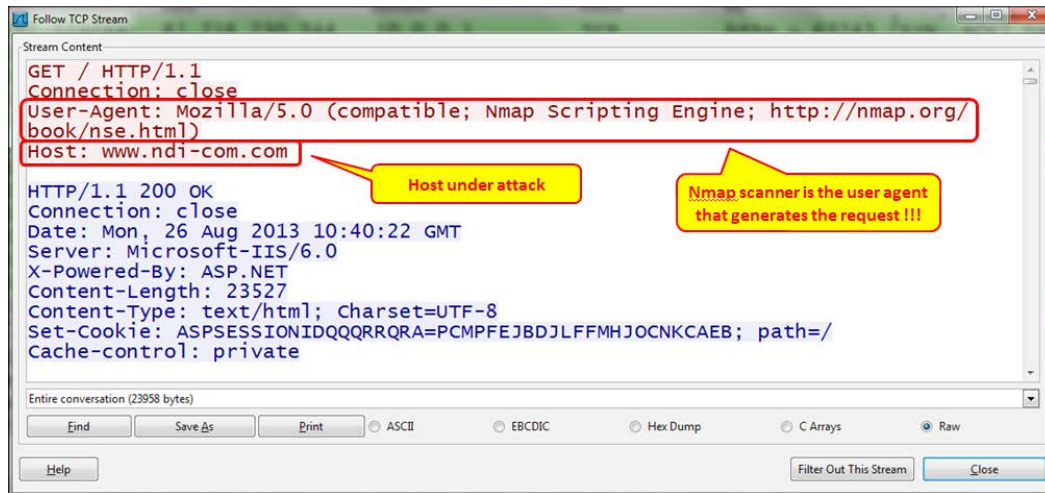 Follow TCP Stream
Stream Content
GET / HTTP/1.1
Connection: close
User-Agent: Mozilla/5.0 (compatible; Nmap Scripting Engine; http://nmap.org/
book/nse.html)
Host: www.ndi-com.com
Host under attack
Nmap scanner is the user agent
that generates the request !!!
HTTP/1.1 200 OK
Connection: close
Date: Mon, 26 Aug 2013 10:40:22 GMT
Server: Microsoft-IIS/6.0
X-Powered-By: ASP.NET
Content-Length: 23527
Content-Type: text/html; Charset=UTF-8
Set-Cookie: ASPSESSIONIDQQQRRQRA=PCMPFEJBDJLFFMHJOCNKCAEB; path=/
Cache-control: private
Entire conversation (23958 bytes)
Find Save As Print ASCII EBCDIC Hex Dump C Arrays Raw
Help Filter Out This Stream Close